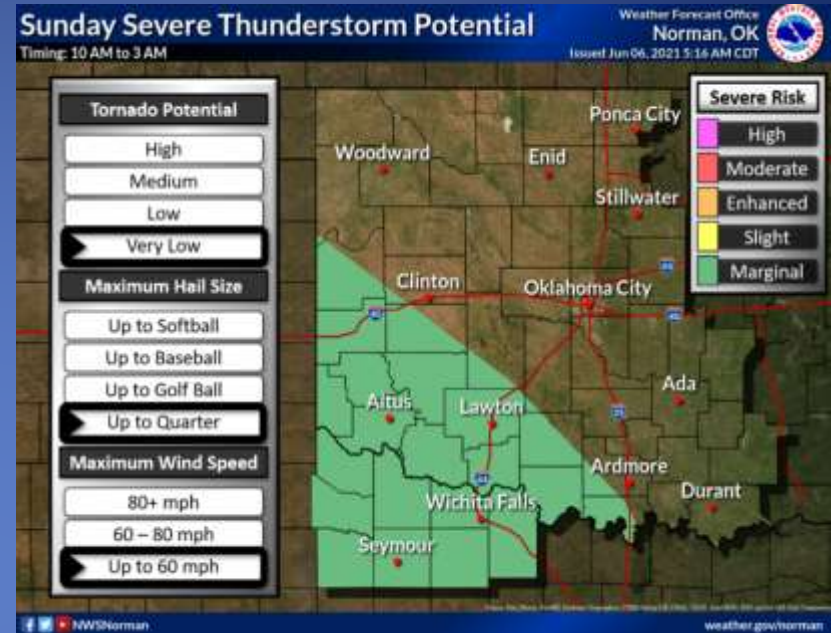 Sunday Severe Thunderstorm Potential
Timing: 10 AM to 3 AM
Weather Forecast Office
Norman, OK
Issued Jun 06, 2021 5:16 AM CDT
Tornado Potential
High
Medium
Low
Very Low
Maximum Hail Size
Up to Softball
Up to Baseball
Up to Golf Ball
Up to Quarter
Maximum Wind Speed
80+ mph
60 – 80 mph
Up to 60 mph
Severe Risk
High
Moderate
Enhanced
Slight
Marginal
Ponca City
Woodward
Enid
Stillwater
Clinton
Oklahoma City
Altus
Lawton
Ada
Ardmore
Wichita Falls
Durant
Seymour
NWSNorman
weather.gov/norman